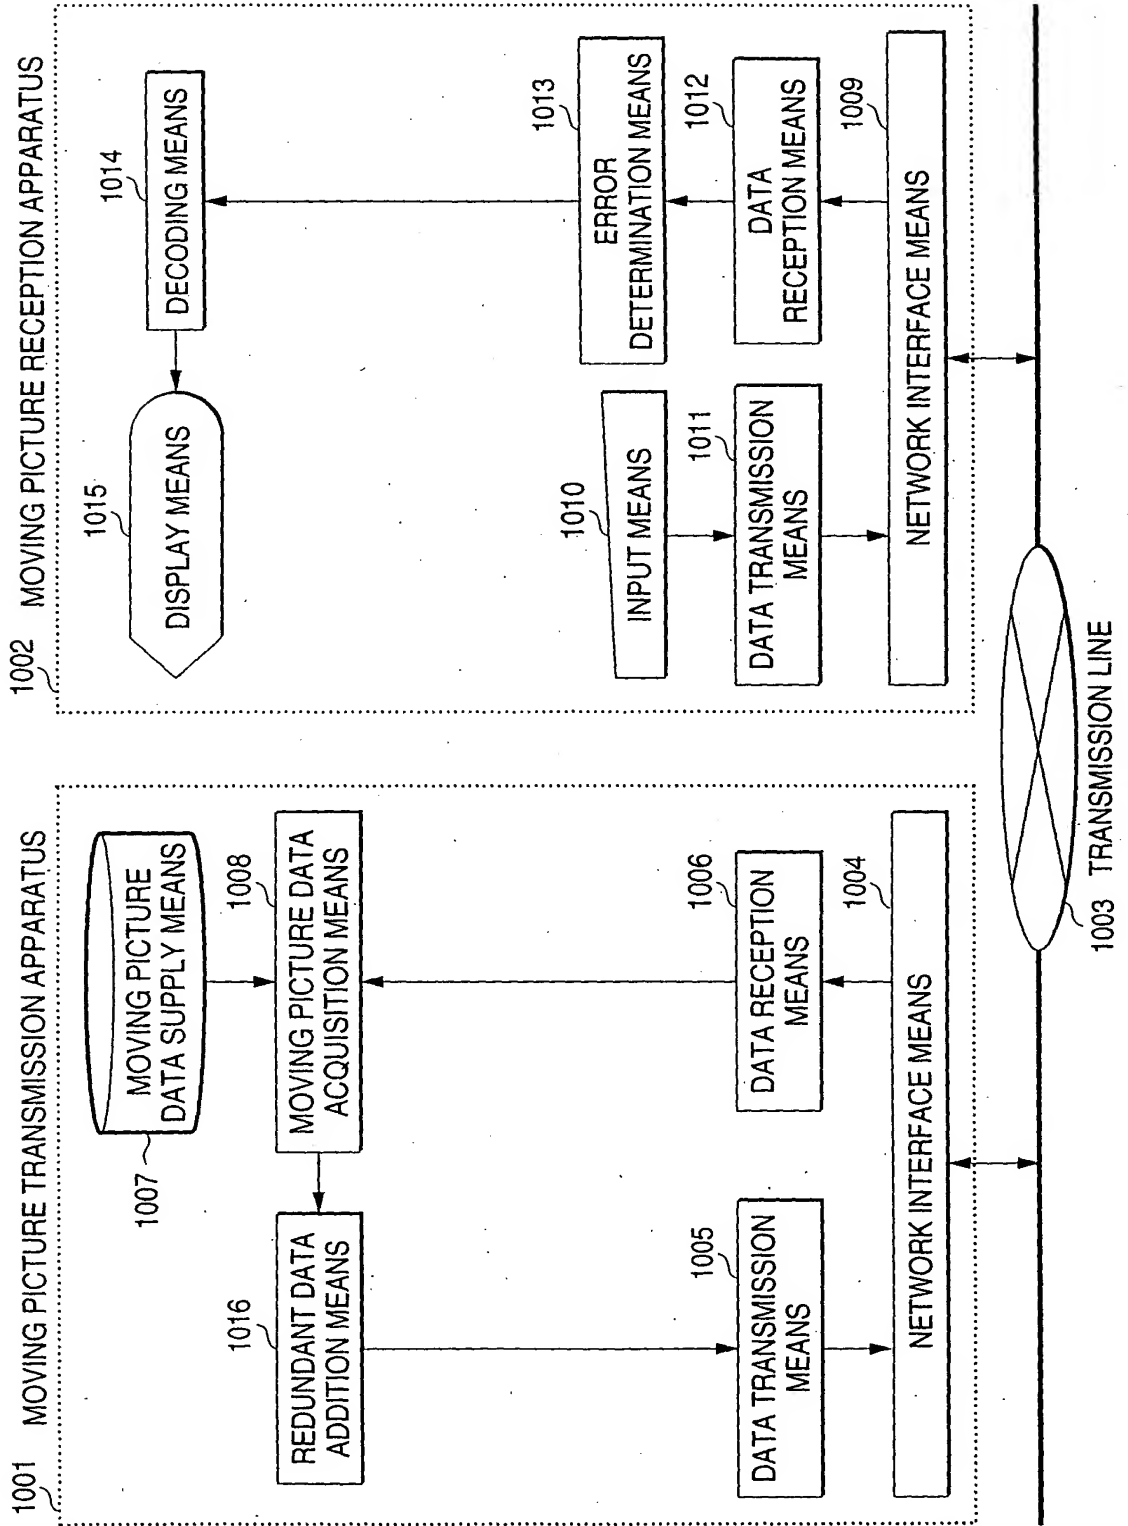 1001 MOVING PICTURE TRANSMISSION APPARATUS
MOVING PICTURE
DATA SUPPLY MEANS
1007
1008
MOVING PICTURE DATA
ACQUISITION MEANS
1016
REDUNDANT DATA
ADDITION MEANS
1005
DATA TRANSMISSION
MEANS
1006
DATA RECEPTION
MEANS
1004
NETWORK INTERFACE MEANS
1002 MOVING PICTURE RECEPTION APPARATUS
1015
DISPLAY MEANS
1014
DECODING MEANS
1010
INPUT MEANS
1013
ERROR
DETERMINATION MEANS
1011
DATA TRANSMISSION
MEANS
1012
DATA
RECEPTION MEANS
1009
NETWORK INTERFACE MEANS
1003 TRANSMISSION LINE